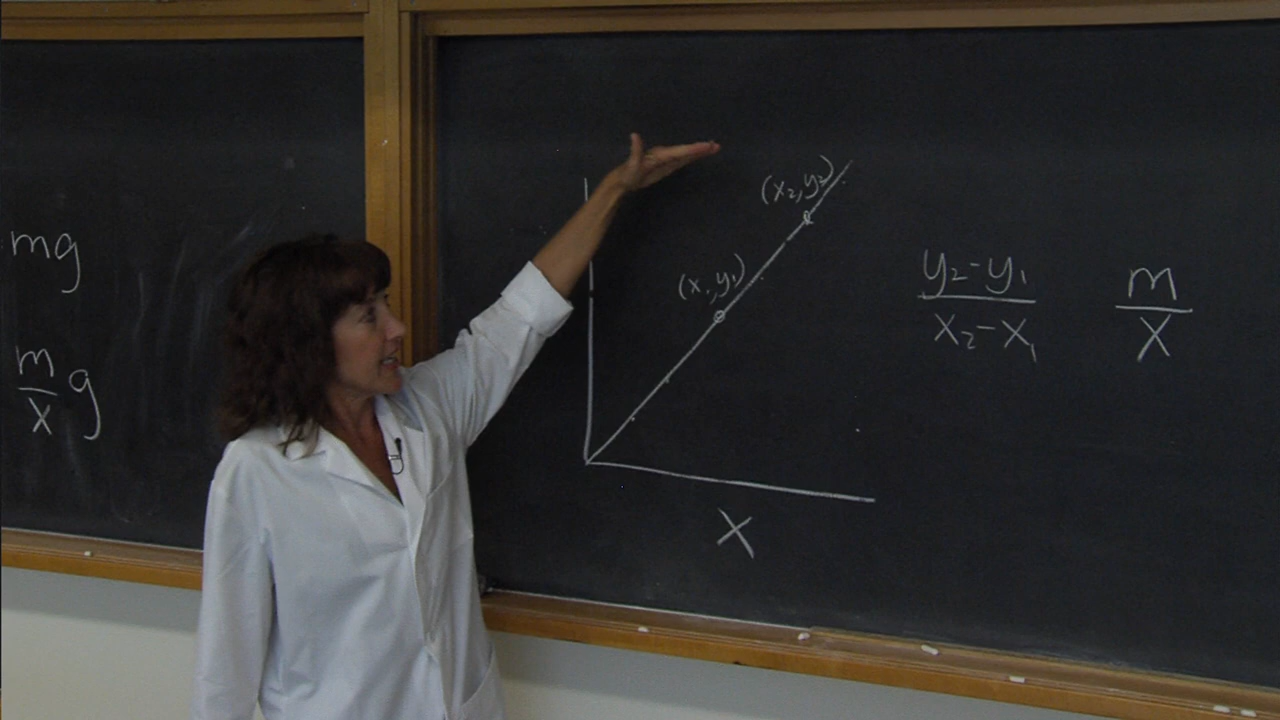 mg
m
x
g
(x2,y2)
(x,y1)
y2-y1
x2-x1
m
x
X